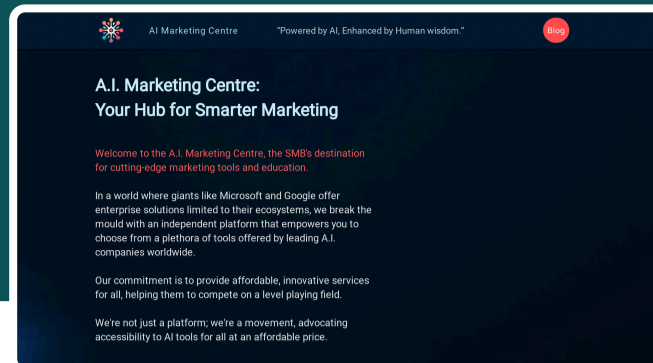 AI Marketing Centre
“Powered by AI, Enhanced by Human wisdom.”
Blog
A.I. Marketing Centre:
Your Hub for Smarter Marketing
Welcome to the A.I. Marketing Centre, the SMB's destination
for cutting-edge marketing tools and education.
In a world where giants like Microsoft and Google offer
enterprise solutions limited to their ecosystems, we break the
mould with an independent platform that empowers you to
choose from a plethora of tools offered by leading A.I.
companies worldwide.
Our commitment is to provide affordable, innovative services
for all, helping them to compete on a level playing field.
We're not just a platform; we're a movement, advocating
accessibility to AI tools for all at an affordable price.